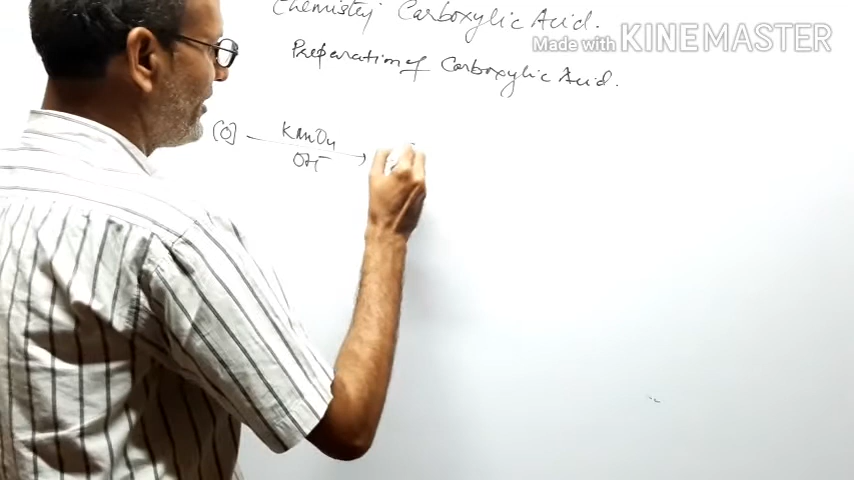 Chemistry Carboxylic Acid.
Made with KINEMASTER
Preparation of Carboxylic Acid.
[O] KMnO4
OH-